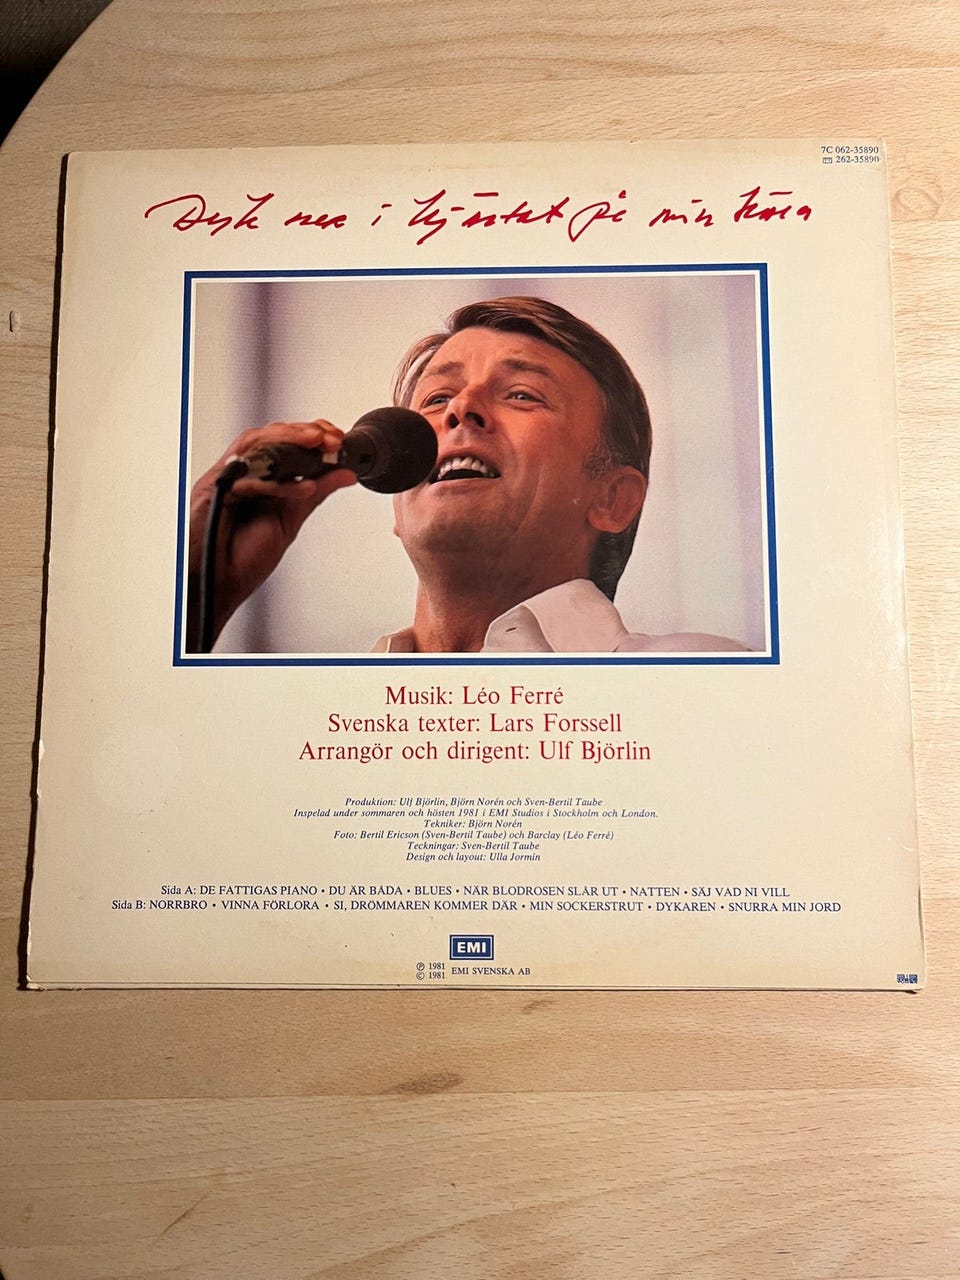 7C 062-35890
262-35890
Dyk ner i hjärtat på min kära
Musik: Léo Ferré
Svenska texter: Lars Forssell
Arrangör och dirigent: Ulf Björlin
Produktion: Ulf Björlin, Björn Norén och Sven-Bertil Taube
Inspelad under sommaren och hösten 1981 i EMI Studios i Stockholm och London.
Tekniker: Björn Norén
Foto: Bertil Ericson (Sven-Bertil Taube) och Barclay (Léo Ferré)
Teckningar: Sven-Bertil Taube
Design och layout: Ulla Jormin
Sida A: DE FATTIGAS PIANO • DU ÄR BÅDA • BLUES • NÄR BLODROSEN SLÅR UT • NATTEN • SÄJ VAD NI VILL
Sida B: NORRBRO • VINNA FÖRLORA • SI, DRÖMMAREN KOMMER DÄR • MIN SOCKERSTRUT • DYKAREN • SNURRA MIN JORD
EMI
℗ 1981
© 1981 EMI SVENSKA AB